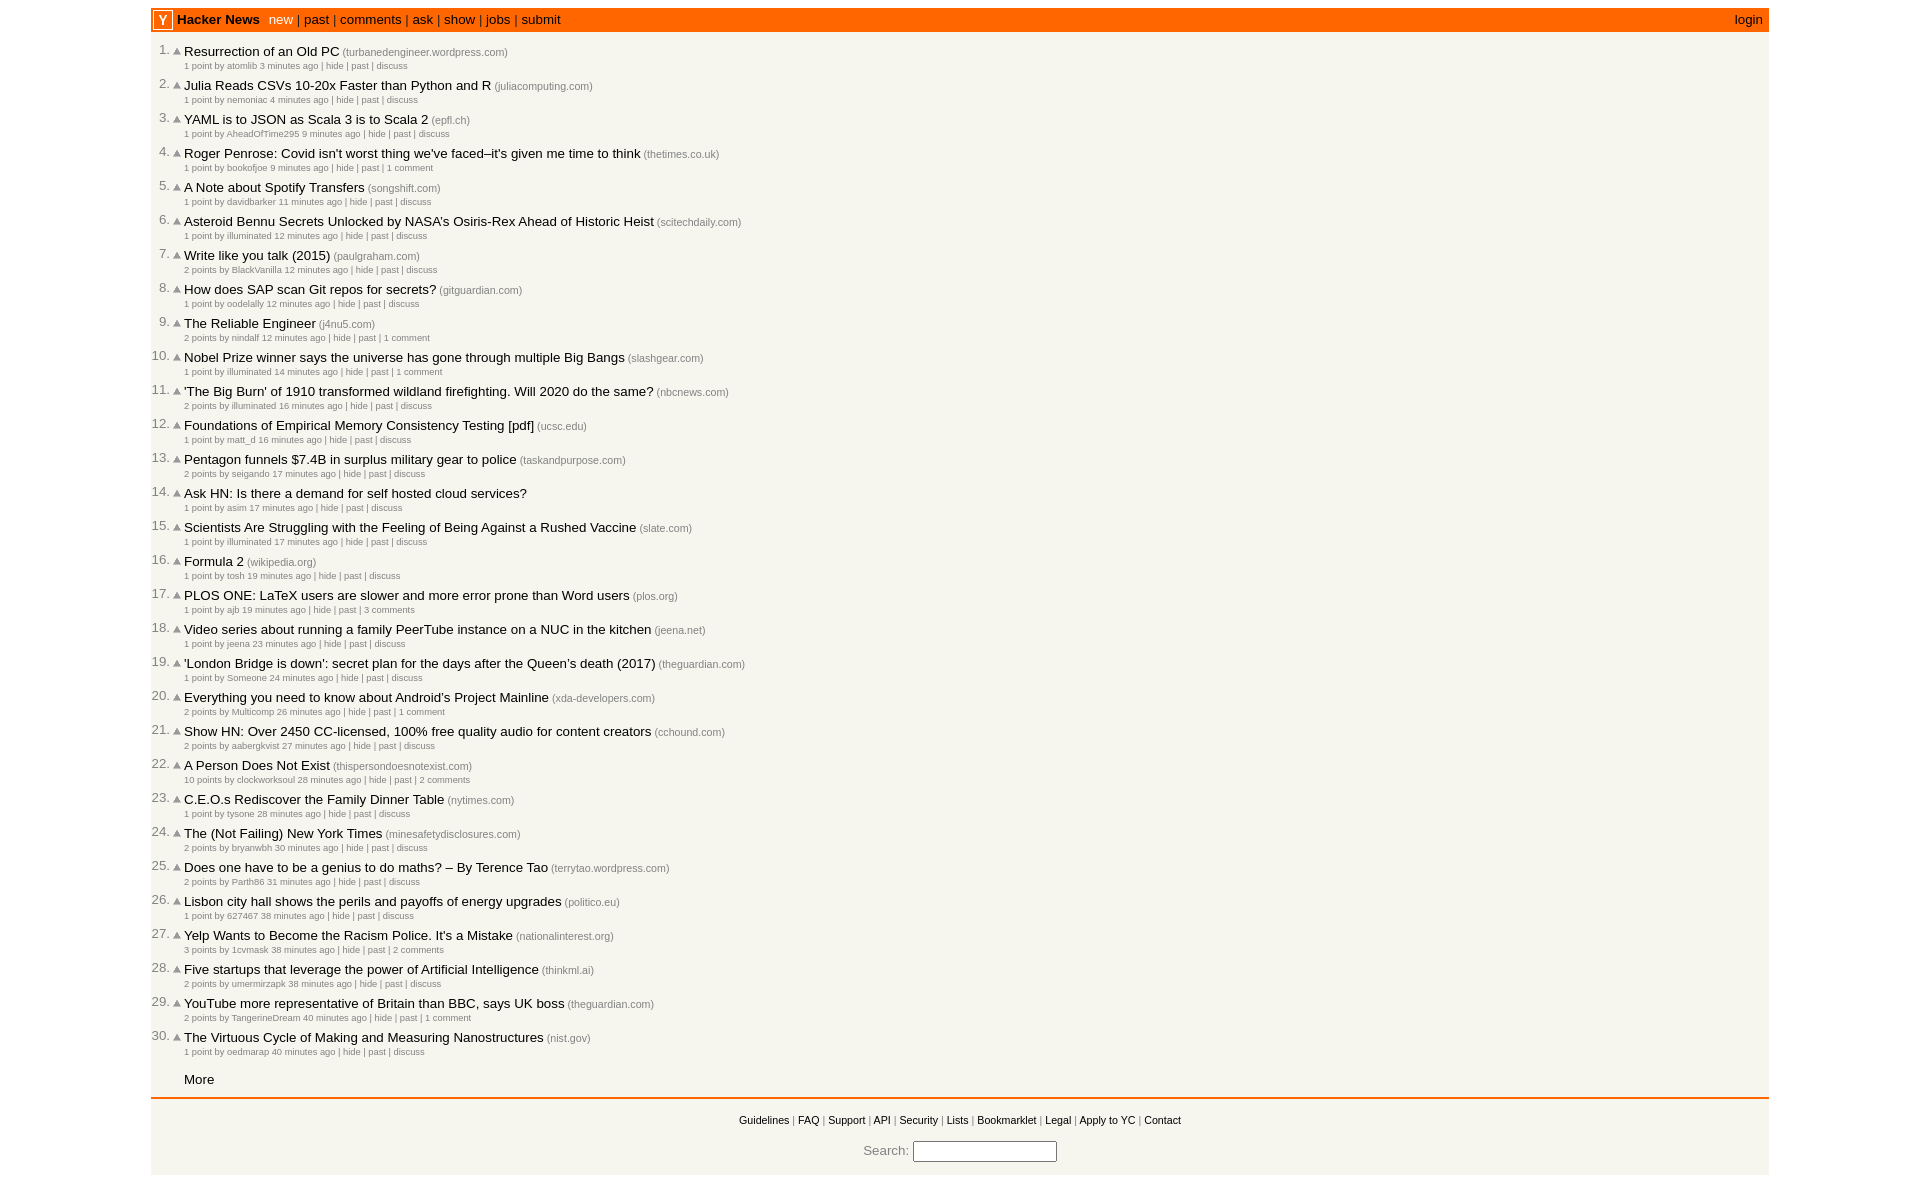 Y Hacker News new | past | comments | ask | show | jobs | submit login
1. Resurrection of an Old PC (turbanedengineer.wordpress.com)
1 point by atomlib 3 minutes ago | hide | past | discuss
2. Julia Reads CSVs 10-20x Faster than Python and R (juliacomputing.com)
1 point by nemoniac 4 minutes ago | hide | past | discuss
3. YAML is to JSON as Scala 3 is to Scala 2 (epfl.ch)
1 point by AheadOfTime295 9 minutes ago | hide | past | discuss
4. Roger Penrose: Covid isn't worst thing we've faced–it's given me time to think (thetimes.co.uk)
1 point by bookofjoe 9 minutes ago | hide | past | 1 comment
5. A Note about Spotify Transfers (songshift.com)
1 point by davidbarker 11 minutes ago | hide | past | discuss
6. Asteroid Bennu Secrets Unlocked by NASA’s Osiris-Rex Ahead of Historic Heist (scitechdaily.com)
1 point by illuminated 12 minutes ago | hide | past | discuss
7. Write like you talk (2015) (paulgraham.com)
2 points by BlackVanilla 12 minutes ago | hide | past | discuss
8. How does SAP scan Git repos for secrets? (gitguardian.com)
1 point by oodelally 12 minutes ago | hide | past | discuss
9. The Reliable Engineer (j4nu5.com)
2 points by nindalf 12 minutes ago | hide | past | 1 comment
10. Nobel Prize winner says the universe has gone through multiple Big Bangs (slashgear.com)
1 point by illuminated 14 minutes ago | hide | past | 1 comment
11. 'The Big Burn' of 1910 transformed wildland firefighting. Will 2020 do the same? (nbcnews.com)
2 points by illuminated 16 minutes ago | hide | past | discuss
12. Foundations of Empirical Memory Consistency Testing [pdf] (ucsc.edu)
1 point by matt_d 16 minutes ago | hide | past | discuss
13. Pentagon funnels $7.4B in surplus military gear to police (taskandpurpose.com)
2 points by seigando 17 minutes ago | hide | past | discuss
14. Ask HN: Is there a demand for self hosted cloud services?
1 point by asim 17 minutes ago | hide | past | discuss
15. Scientists Are Struggling with the Feeling of Being Against a Rushed Vaccine (slate.com)
1 point by illuminated 17 minutes ago | hide | past | discuss
16. Formula 2 (wikipedia.org)
1 point by tosh 19 minutes ago | hide | past | discuss
17. PLOS ONE: LaTeX users are slower and more error prone than Word users (plos.org)
1 point by ajb 19 minutes ago | hide | past | 3 comments
18. Video series about running a family PeerTube instance on a NUC in the kitchen (jeena.net)
1 point by jeena 23 minutes ago | hide | past | discuss
19. 'London Bridge is down': secret plan for the days after the Queen’s death (2017) (theguardian.com)
1 point by Someone 24 minutes ago | hide | past | discuss
20. Everything you need to know about Android’s Project Mainline (xda-developers.com)
2 points by Multicomp 26 minutes ago | hide | past | 1 comment
21. Show HN: Over 2450 CC-licensed, 100% free quality audio for content creators (cchound.com)
2 points by aabergkvist 27 minutes ago | hide | past | discuss
22. A Person Does Not Exist (thispersondoesnotexist.com)
10 points by clockworksoul 28 minutes ago | hide | past | 2 comments
23. C.E.O.s Rediscover the Family Dinner Table (nytimes.com)
1 point by tysone 28 minutes ago | hide | past | discuss
24. The (Not Failing) New York Times (minesafetydisclosures.com)
2 points by bryanwbh 30 minutes ago | hide | past | discuss
25. Does one have to be a genius to do maths? – By Terence Tao (terrytao.wordpress.com)
2 points by Parth86 31 minutes ago | hide | past | discuss
26. Lisbon city hall shows the perils and payoffs of energy upgrades (politico.eu)
1 point by 627467 38 minutes ago | hide | past | discuss
27. Yelp Wants to Become the Racism Police. It's a Mistake (nationalinterest.org)
3 points by 1cvmask 38 minutes ago | hide | past | 2 comments
28. Five startups that leverage the power of Artificial Intelligence (thinkml.ai)
2 points by umermirzapk 38 minutes ago | hide | past | discuss
29. YouTube more representative of Britain than BBC, says UK boss (theguardian.com)
2 points by TangerineDream 40 minutes ago | hide | past | 1 comment
30. The Virtuous Cycle of Making and Measuring Nanostructures (nist.gov)
1 point by oedmarap 40 minutes ago | hide | past | discuss
More
Guidelines | FAQ | Support | API | Security | Lists | Bookmarklet | Legal | Apply to YC | Contact
Search: